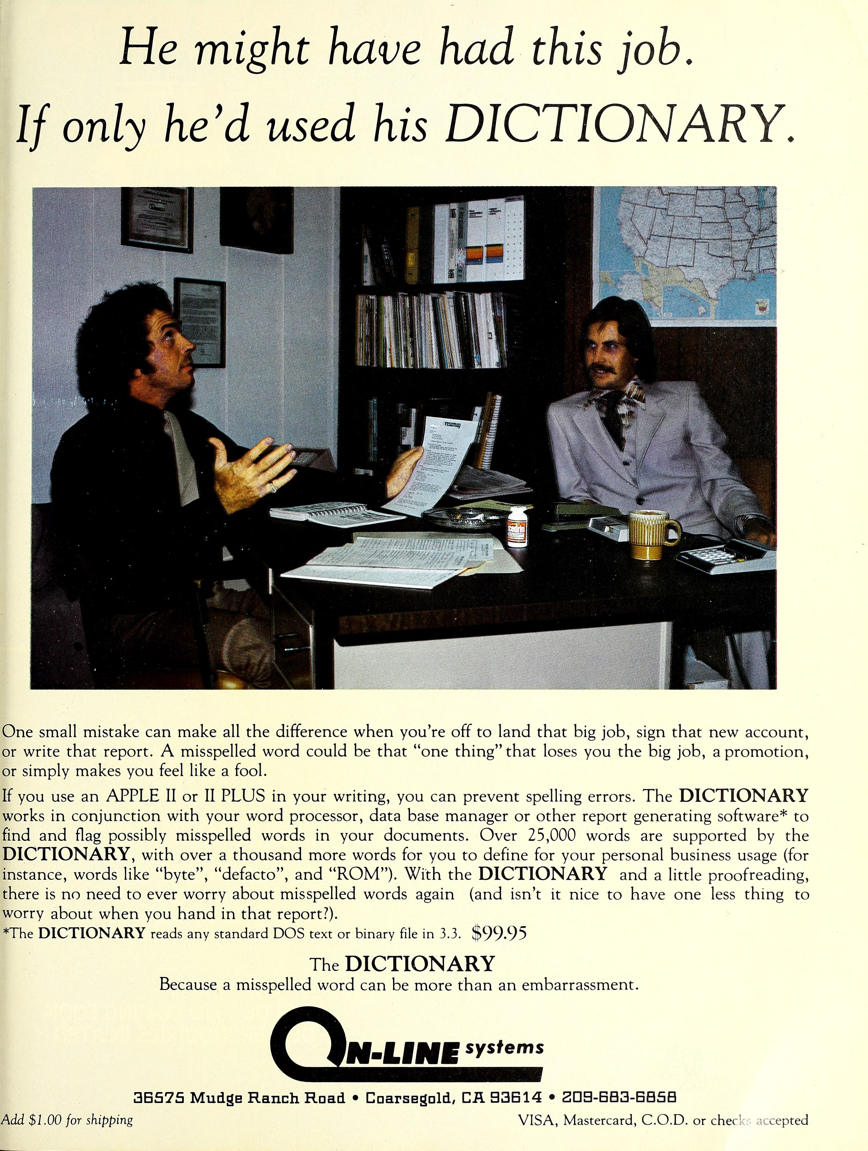 He might have had this job.
If only he'd used his DICTIONARY.
One small mistake can make all the difference when you're off to land that big job, sign that new account,
or write that report. A misspelled word could be that "one thing" that loses you the big job, a promotion,
or simply makes you feel like a fool.
If you use an APPLE II or II PLUS in your writing, you can prevent spelling errors. The DICTIONARY
works in conjunction with your word processor, data base manager or other report generating software* to
find and flag possibly misspelled words in your documents. Over 25,000 words are supported by the
DICTIONARY, with over a thousand more words for you to define for your personal business usage (for
instance, words like "byte", "defacto", and "ROM"). With the DICTIONARY and a little proofreading,
there is no need to ever worry about misspelled words again (and isn't it nice to have one less thing to
worry about when you hand in that report?).
*The DICTIONARY reads any standard DOS text or binary file in 3.3. $99.95
The DICTIONARY
Because a misspelled word can be more than an embarrassment.
ON-LINE systems
36575 Mudge Ranch Road • Coarsegold, CA 93614 • 209-683-6858
Add $1.00 for shipping
VISA, Mastercard, C.O.D. or checks accepted